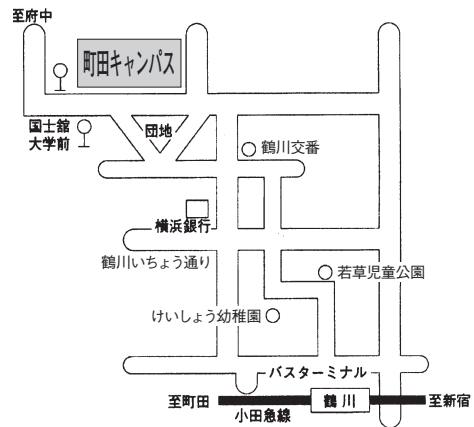 至府中
町田キャンパス
国士舘
大学前
団地
鶴川交番
横浜銀行
鶴川いちょう通り
若草児童公園
けいしょう幼稚園
バスターミナル
至町田
鶴川
至新宿
小田急線